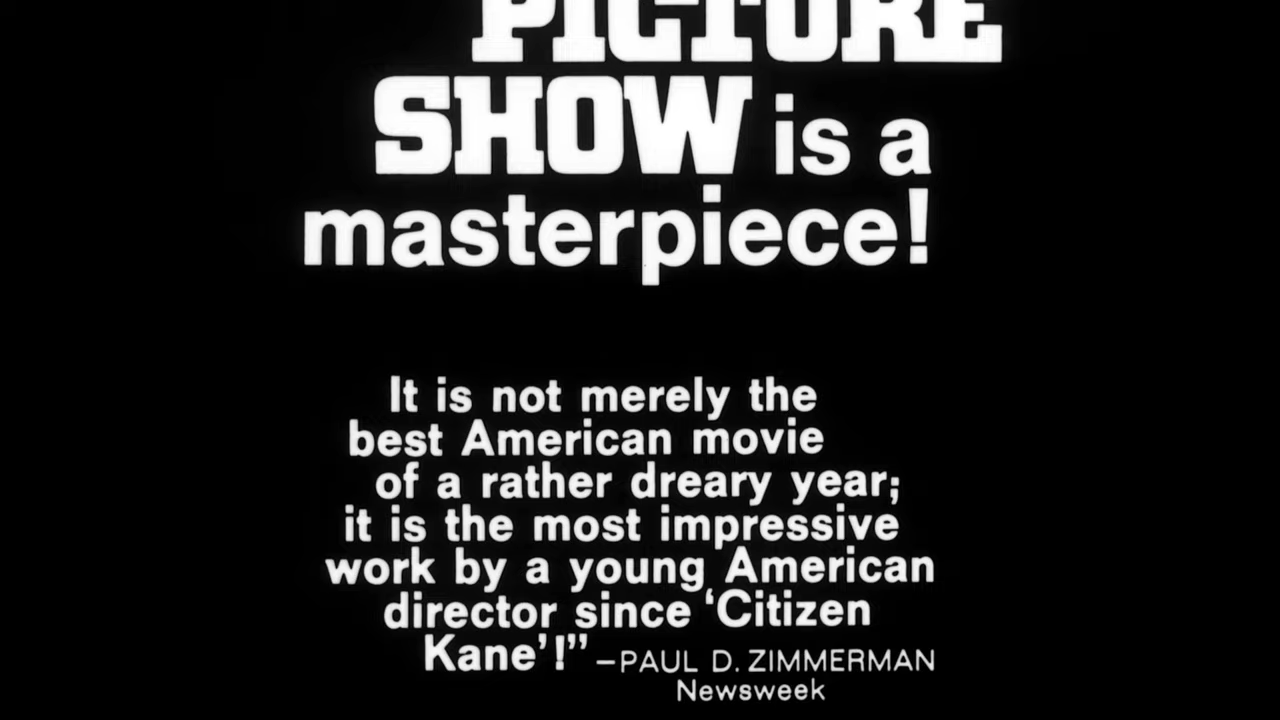 PICTURE
SHOW is a
masterpiece!
It is not merely the
best American movie
of a rather dreary year;
it is the most impressive
work by a young American
director since ‘Citizen
Kane’!” –PAUL D. ZIMMERMAN
Newsweek